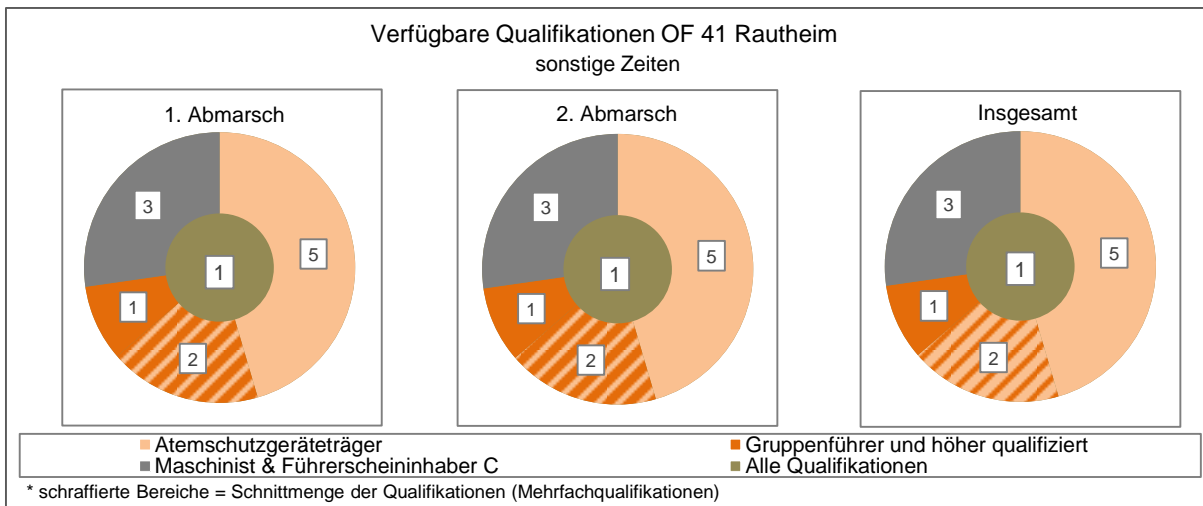 Verfügbare Qualifikationen OF 41 Rautheim
sonstige Zeiten
1. Abmarsch
3
5
1
1
2
2. Abmarsch
3
5
1
1
2
Insgesamt
3
5
1
1
2
Atemschutzgeräteträger
Gruppenführer und höher qualifiziert
Maschinist & Führerscheininhaber C
Alle Qualifikationen
* schraffierte Bereiche = Schnittmenge der Qualifikationen (Mehrfachqualifikationen)